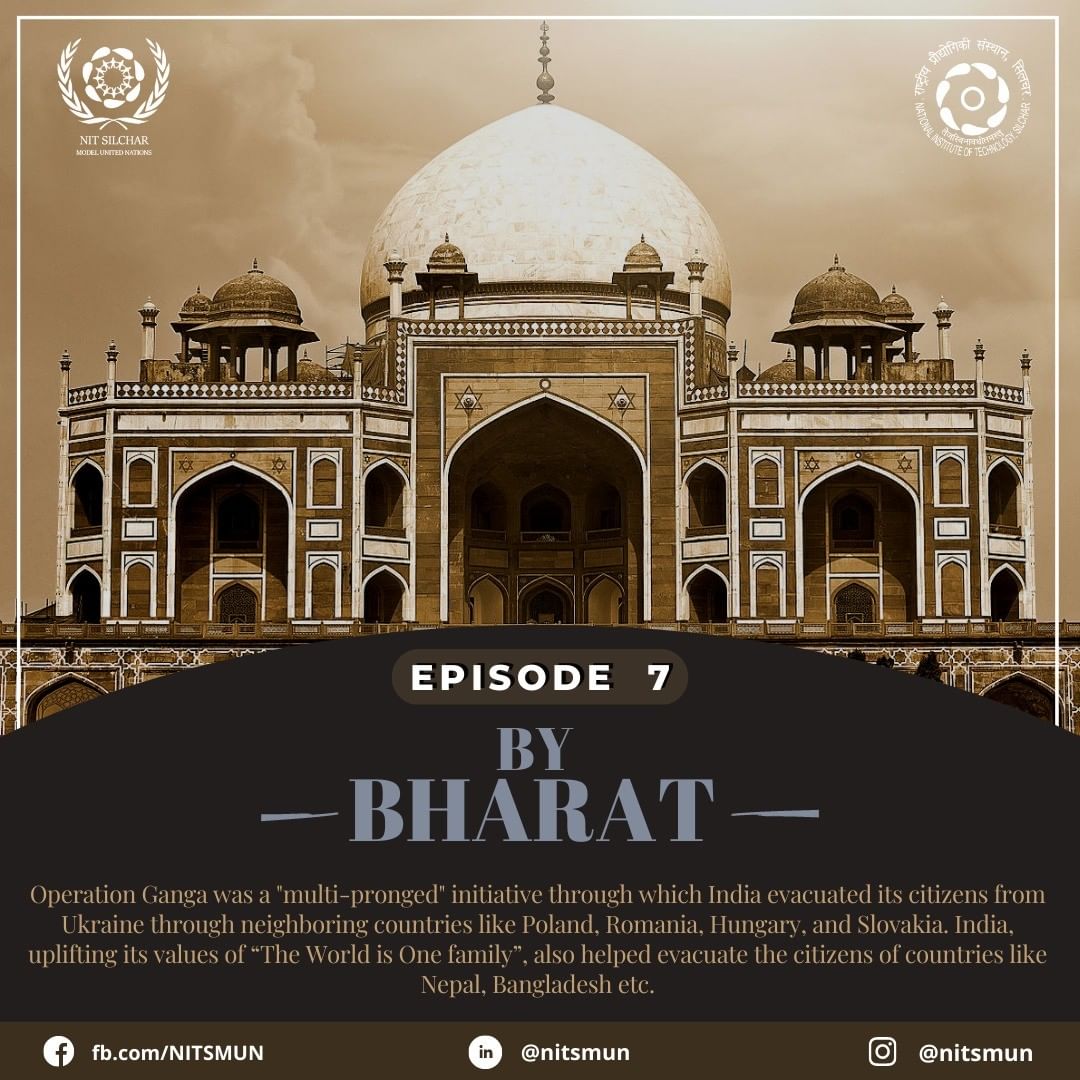 NIT SILCHAR
MODEL UNITED NATIONS
राष्ट्रीय प्रौद्योगिकी संस्थान, सिलचर
NATIONAL INSTITUTE OF TECHNOLOGY, SILCHAR
EPISODE 7
BY
BHARAT
Operation Ganga was a "multi-pronged" initiative through which India evacuated its citizens from
Ukraine through neighboring countries like Poland, Romania, Hungary, and Slovakia. India,
uplifting its values of “The World is One family”, also helped evacuate the citizens of countries like
Nepal, Bangladesh etc.
fb.com/NITSMUN
in
@nitsmun
@nitsmun